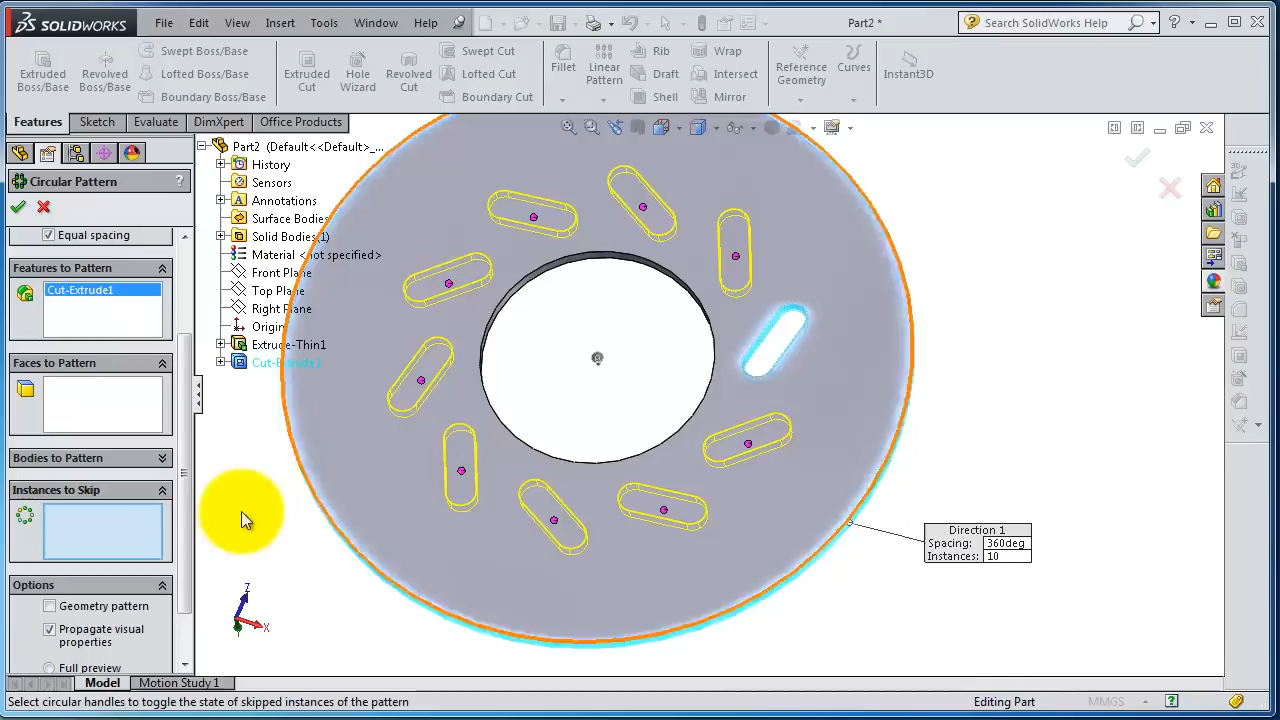 SOLIDWORKS
File Edit View Insert Tools Window Help
Part2 *
Search SolidWorks Help
Extruded Boss/Base
Revolved Boss/Base
Swept Boss/Base
Lofted Boss/Base
Boundary Boss/Base
Extruded Cut
Hole Wizard
Revolved Cut
Swept Cut
Lofted Cut
Boundary Cut
Fillet
Linear Pattern
Rib
Draft
Shell
Wrap
Intersect
Mirror
Reference Geometry
Curves
Instant3D
Features Sketch Evaluate DimXpert Office Products
Circular Pattern ?
Equal spacing
Features to Pattern
Cut-Extrude1
Faces to Pattern
Bodies to Pattern
Instances to Skip
Options
Geometry pattern
Propagate visual properties
Full preview
Part2 (Default<<Default>_...
History
Sensors
Annotations
Surface Bodies
Solid Bodies(1)
Material <not specified>
Front Plane
Top Plane
Right Plane
Origin
Extrude-Thin1
Cut-Extrude1
Direction 1
Spacing: 360deg
Instances: 10
Z
X
Model Motion Study 1
Select circular handles to toggle the state of skipped instances of the pattern
Editing Part
MMGS